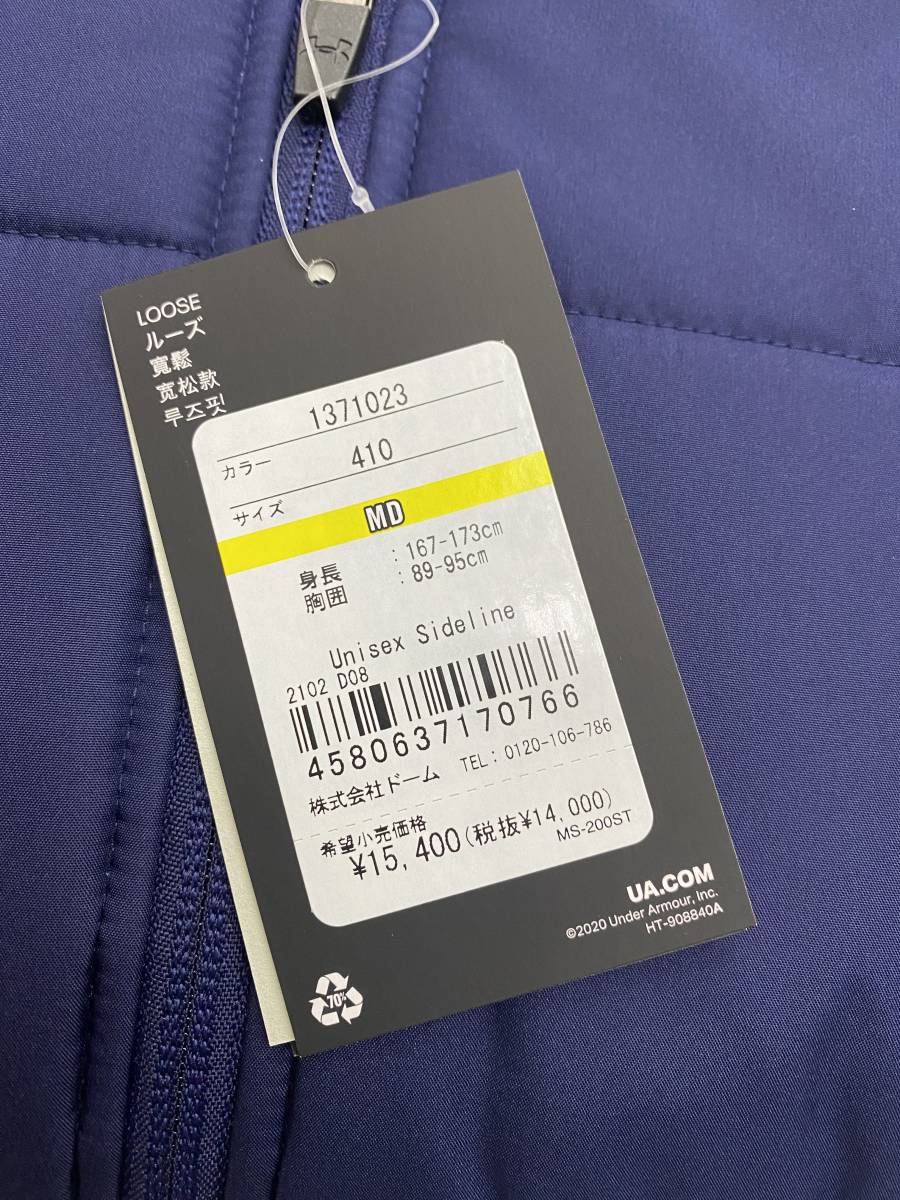 LOOSE
ルーズ
寬鬆
宽松款
루즈핏
1371023
カラー 410
サイズ
MD
身長 : 167-173cm
胸囲 : 89-95cm
Unisex Sideline
2102 D08
4580637170766
株式会社ドーム TEL: 0120-106-786
希望小売価格
¥15,400(税抜¥14,000)
MS-200ST
UA.COM
©2020 Under Armour, Inc.
HT-908840A
70%